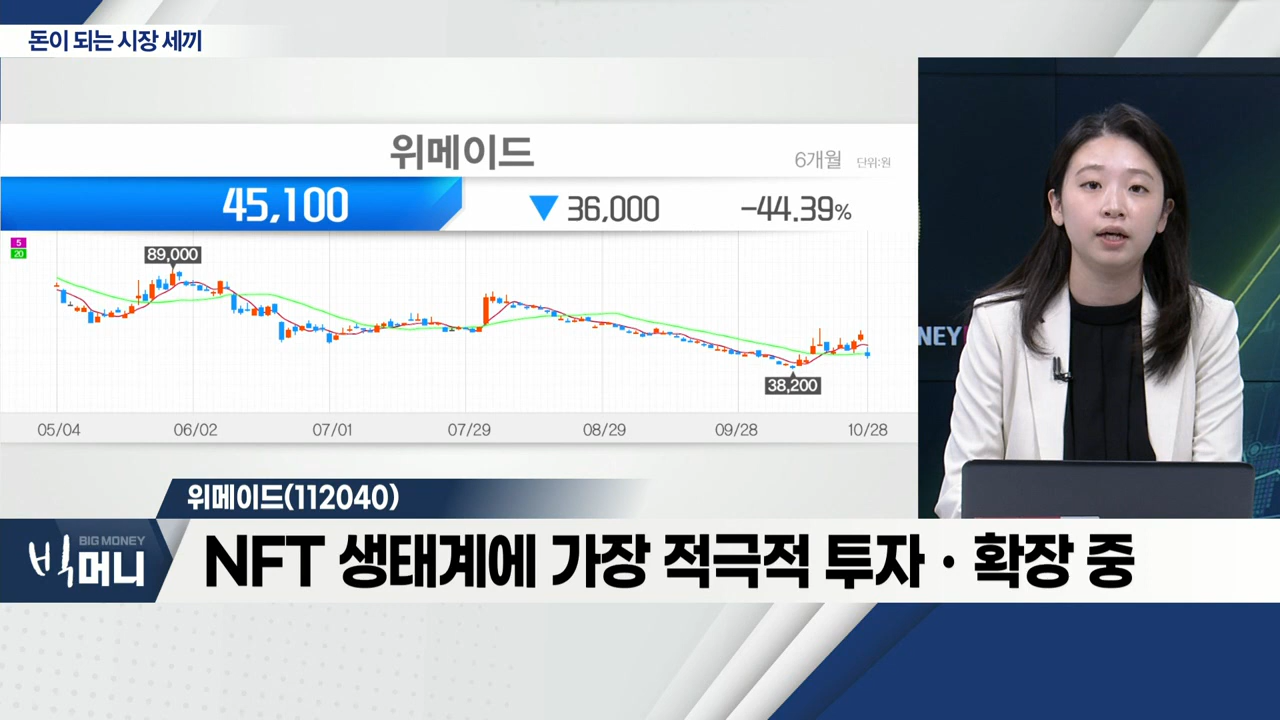 돈이 되는 시장 세끼
위메이드
6개월 단위:원
45,100 ▼36,000 -44.39%
5
20
89,000
38,200
05/04 06/02 07/01 07/29 08/29 09/28 10/28
NEY
위메이드(112040)
BIG MONEY
빅머니
NFT 생태계에 가장 적극적 투자·확장 중